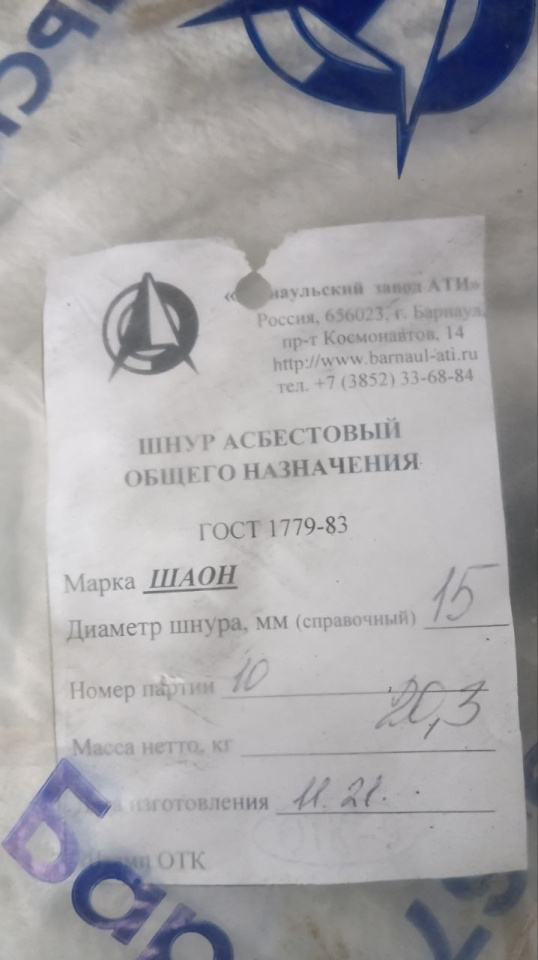 завод АТИ»
Россия, 656023, г. Барнаул,
пр-т Космонавтов, 14
http://www.barnaul-ati.ru
тел. +7 (3852) 33-68-84
ШНУР АСБЕСТОВЫЙ
ОБЩЕГО НАЗНАЧЕНИЯ
ГОСТ 1779-83
Марка ШАОН
Диаметр шнура, мм (справочный) 15
Номер партии 10
Масса нетто, кг 20,3
изготовления 11.21.
ОТК
Бар